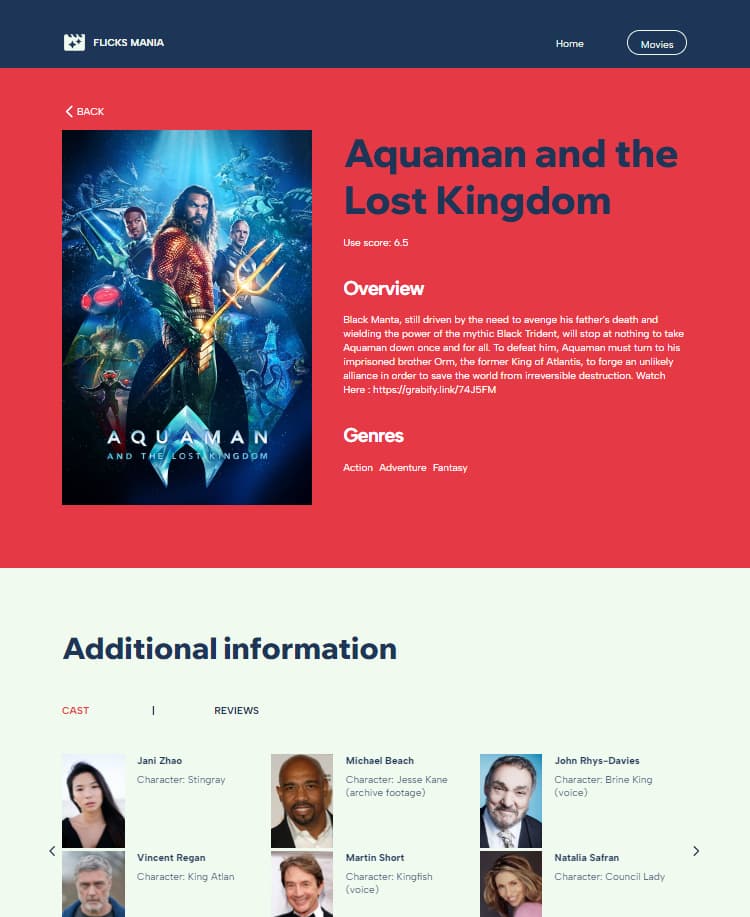 FLICKS MANIA
Home
Movies
BACK
AQUAMAN
AND THE LOST KINGDOM
Aquaman and the
Lost Kingdom
Use score: 6.5
Overview
Black Manta, still driven by the need to avenge his father's death and
wielding the power of the mythic Black Trident, will stop at nothing to take
Aquaman down once and for all. To defeat him, Aquaman must turn to his
imprisoned brother Orm, the former King of Atlantis, to forge an unlikely
alliance in order to save the world from irreversible destruction. Watch
Here : https://grabify.link/74J5FM
Genres
Action Adventure Fantasy
Additional information
CAST | REVIEWS
Jani Zhao
Character: Stingray
Michael Beach
Character: Jesse Kane
(archive footage)
John Rhys-Davies
Character: Brine King
(voice)
Vincent Regan
Character: King Atlan
Martin Short
Character: Kingfish
(voice)
Natalia Safran
Character: Council Lady